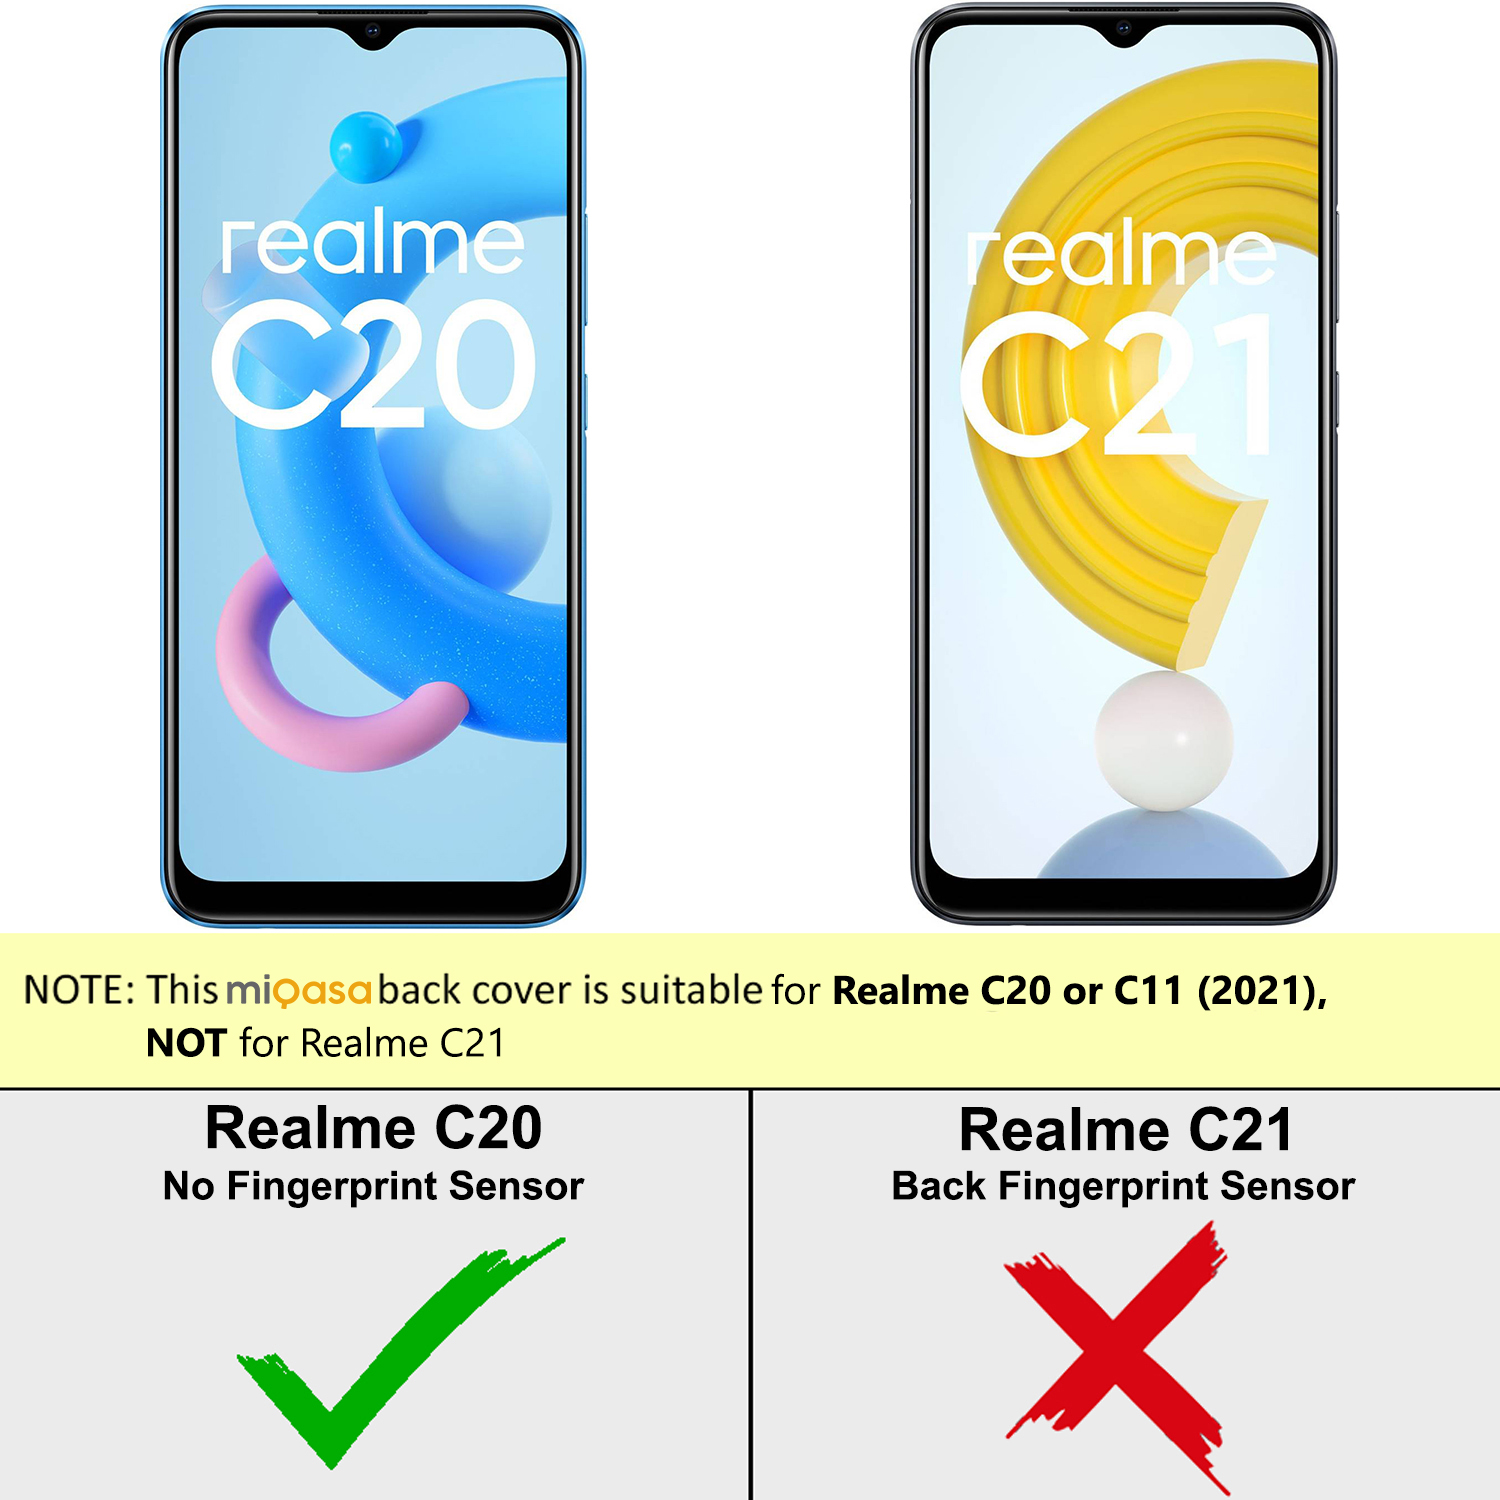 realme
C20
realme
C21
NOTE: This miqasa back cover is suitable for Realme C20 or C11 (2021),
NOT for Realme C21
Realme C20
No Fingerprint Sensor
Realme C21
Back Fingerprint Sensor